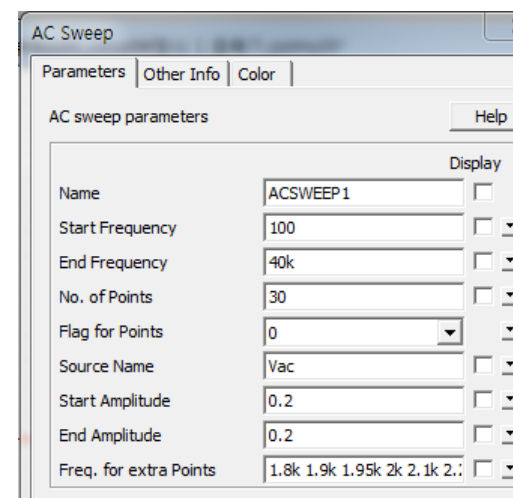 AC Sweep
Parameters Other Info Color
AC sweep parameters Help
Display
Name ACSWEEP1
Start Frequency 100
End Frequency 40k
No. of Points 30
Flag for Points 0
Source Name Vac
Start Amplitude 0.2
End Amplitude 0.2
Freq. for extra Points 1.8k 1.9k 1.95k 2k 2.1k